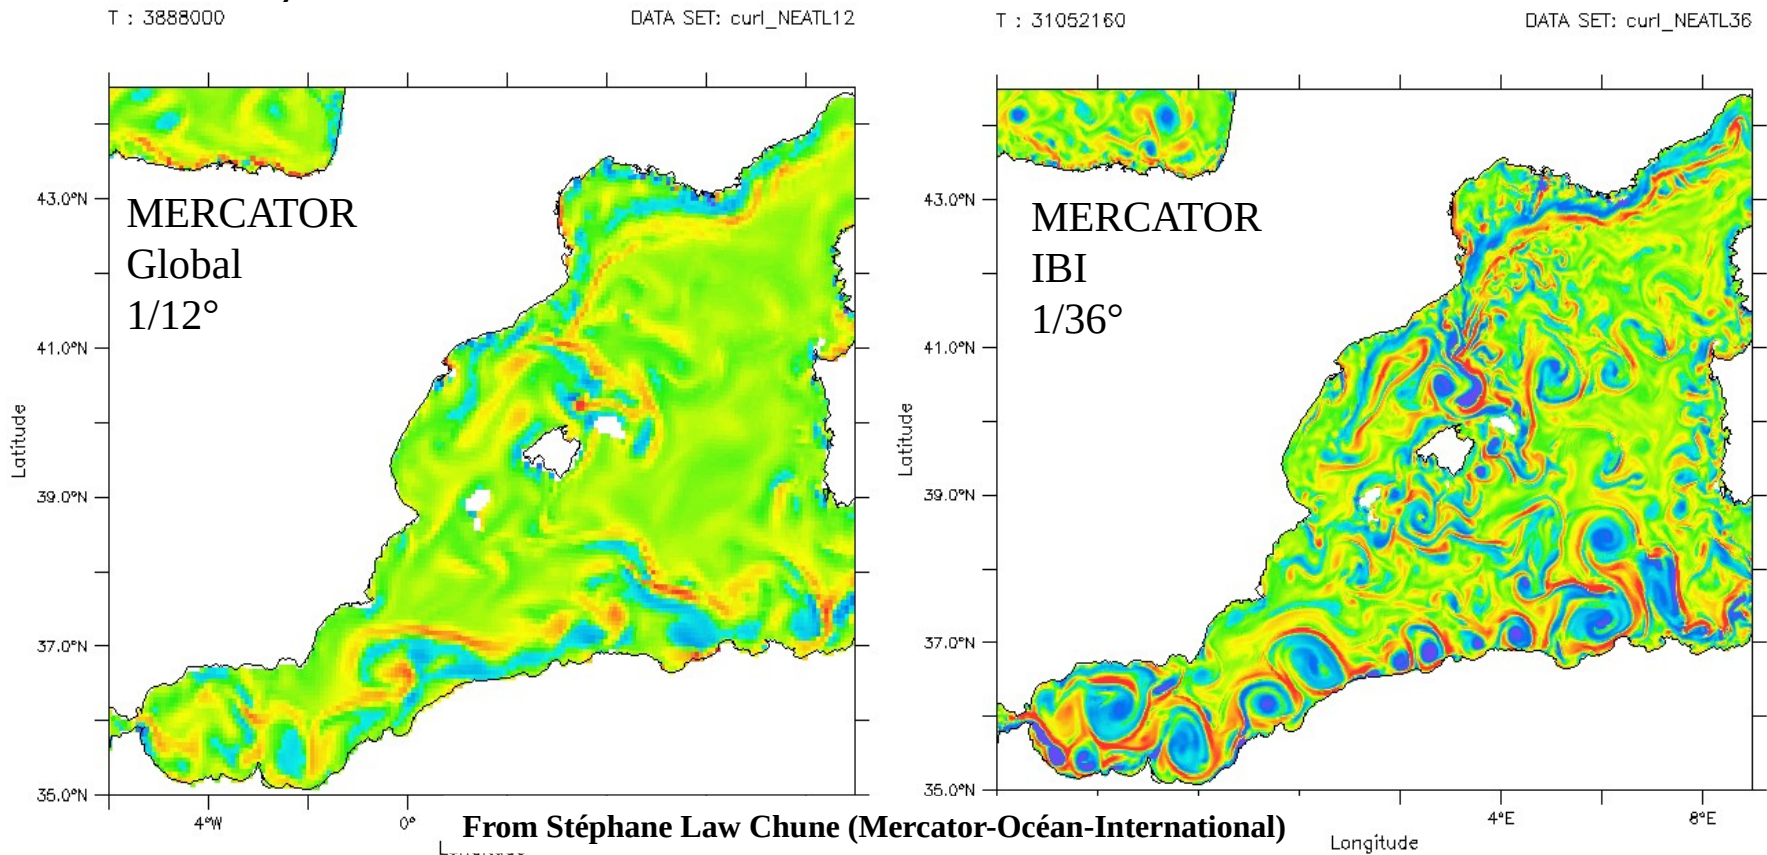 T : 3888000
DATA SET: curl_NEATL12
T : 31052160
DATA SET: curl_NEATL36
MERCATOR
Global
1/12°
MERCATOR
IBI
1/36°
43.0°N
41.0°N
39.0°N
37.0°N
35.0°N
Latitude
4°W
0°
43.0°N
41.0°N
39.0°N
37.0°N
35.0°N
Latitude
4°E
8°E
Longitude
From Stéphane Law Chune (Mercator-Océan-International)